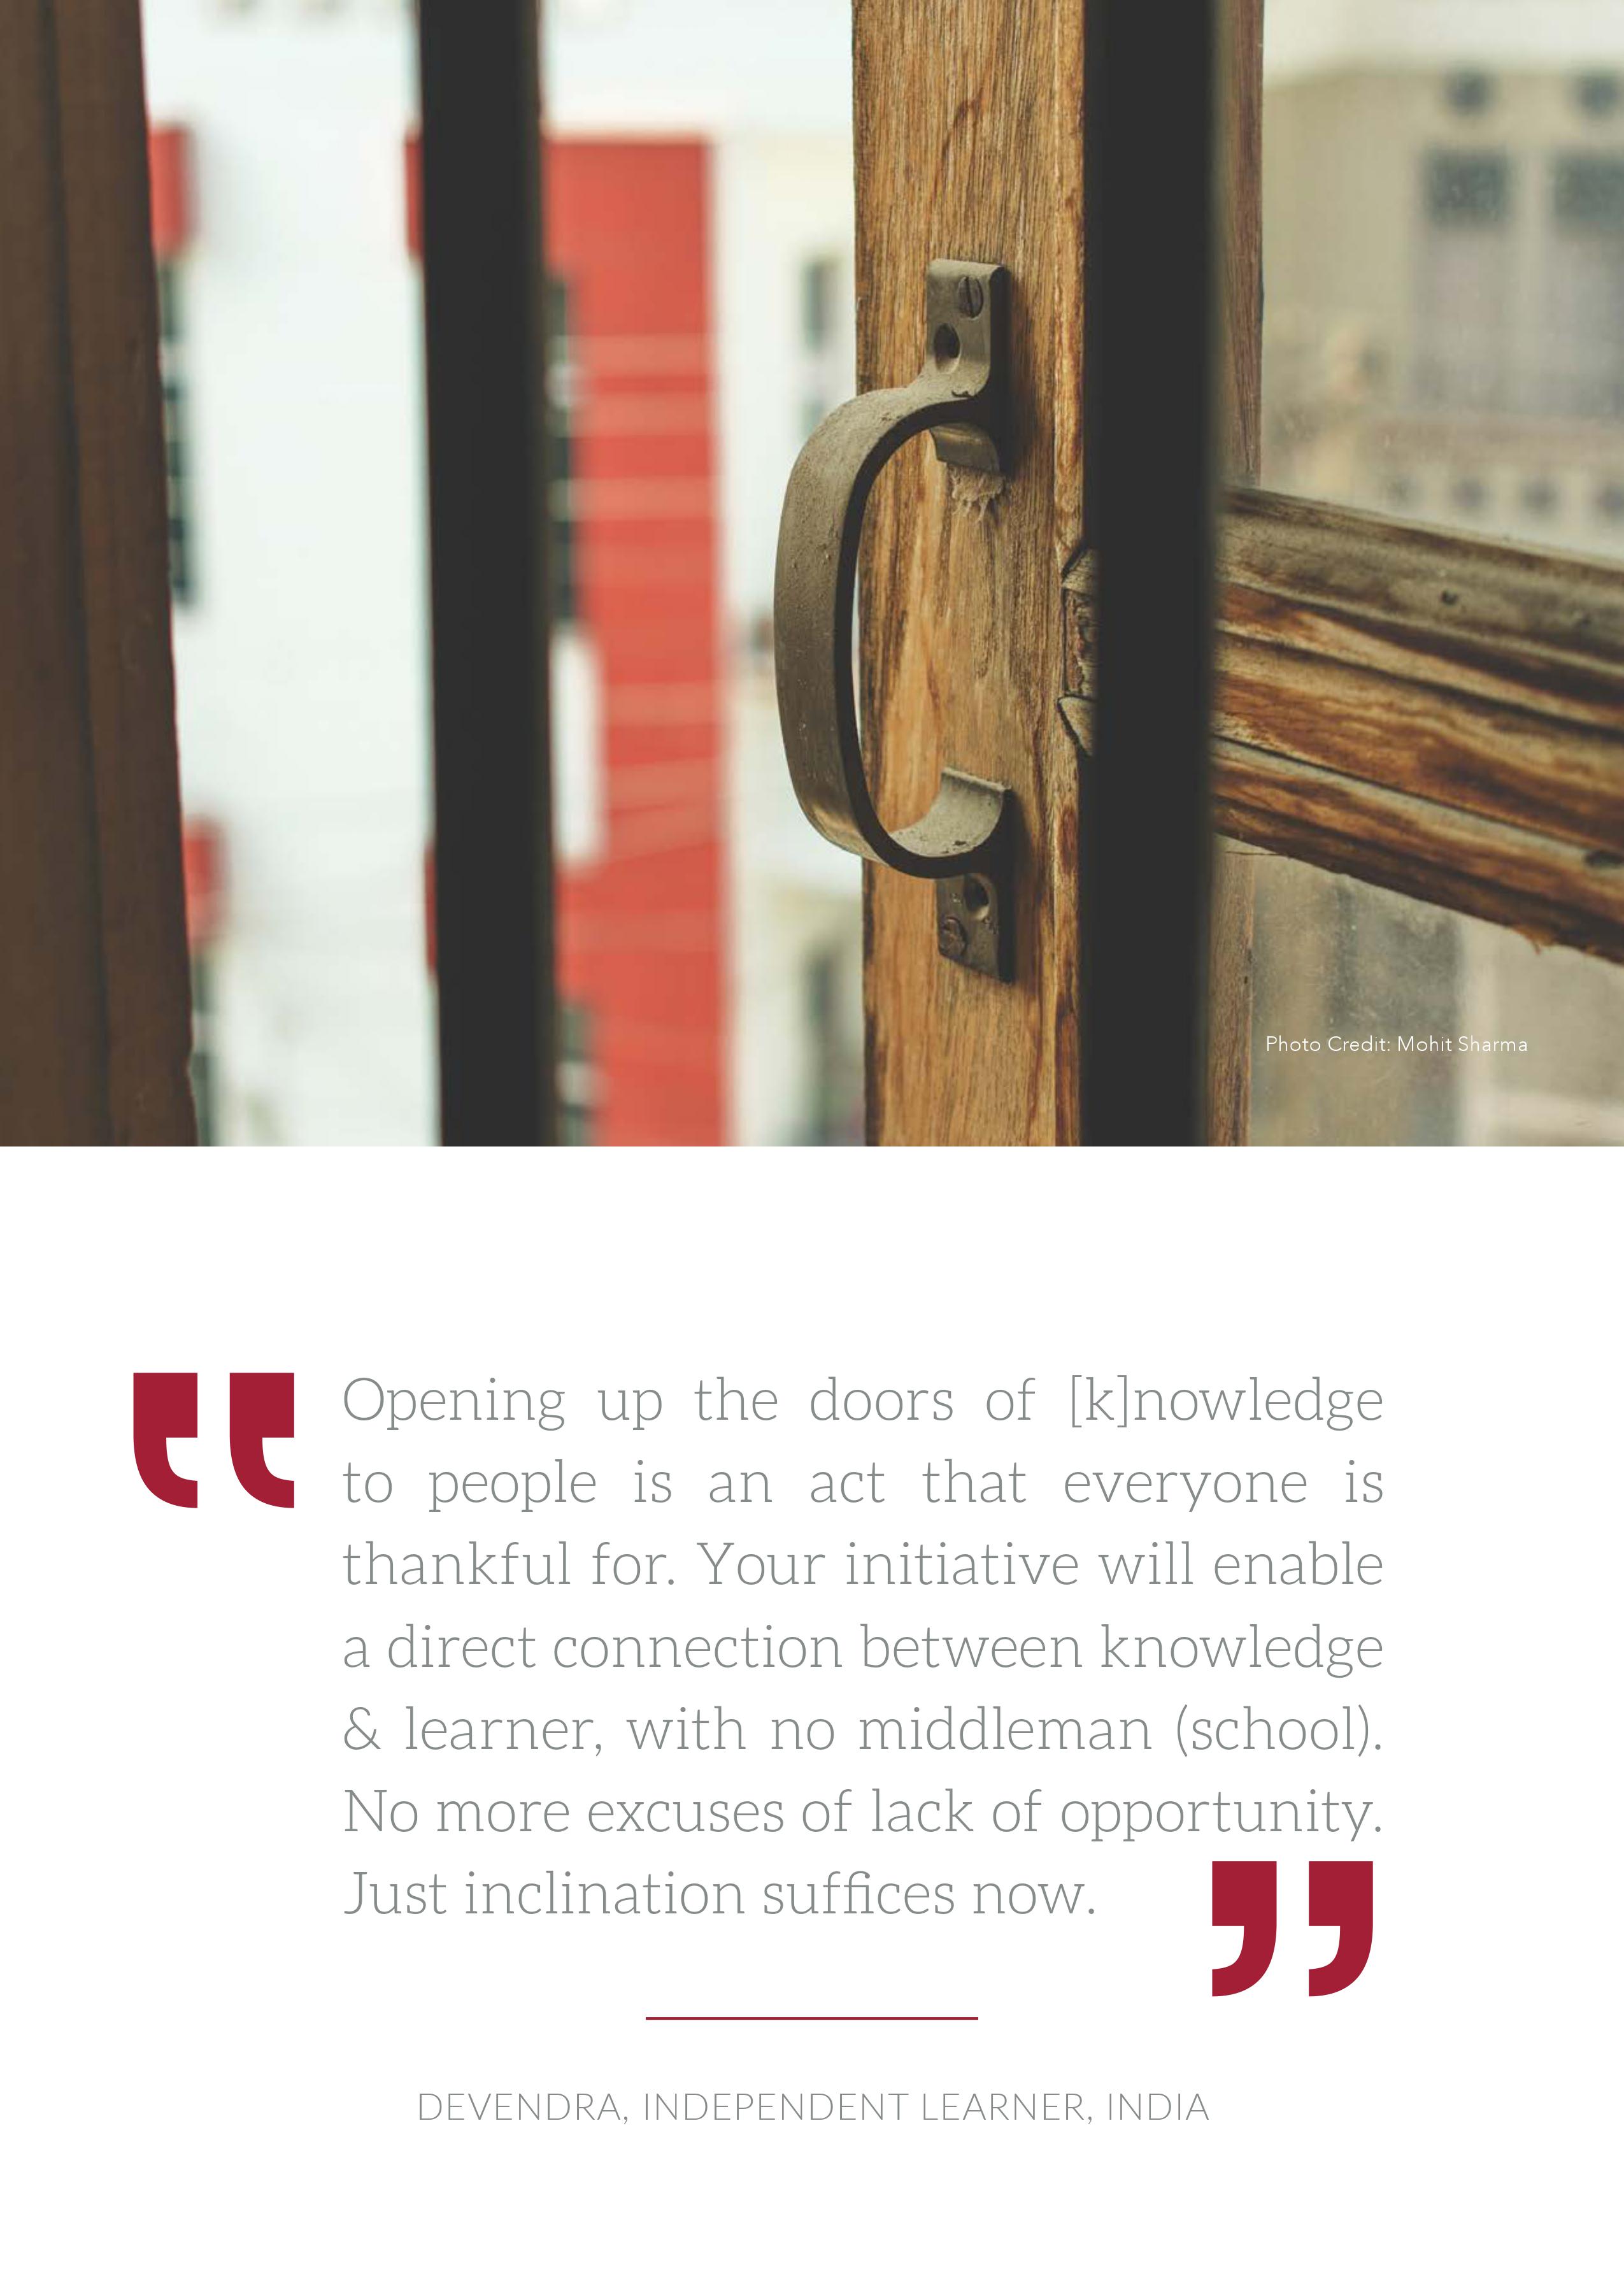 Photo Credit: Mohit Sharma
“Opening up the doors of [k]nowledge
to people is an act that everyone is
thankful for. Your initiative will enable
a direct connection between knowledge
& learner, with no middleman (school).
No more excuses of lack of opportunity.
Just inclination suffices now.”
DEVENDRA, INDEPENDENT LEARNER, INDIA